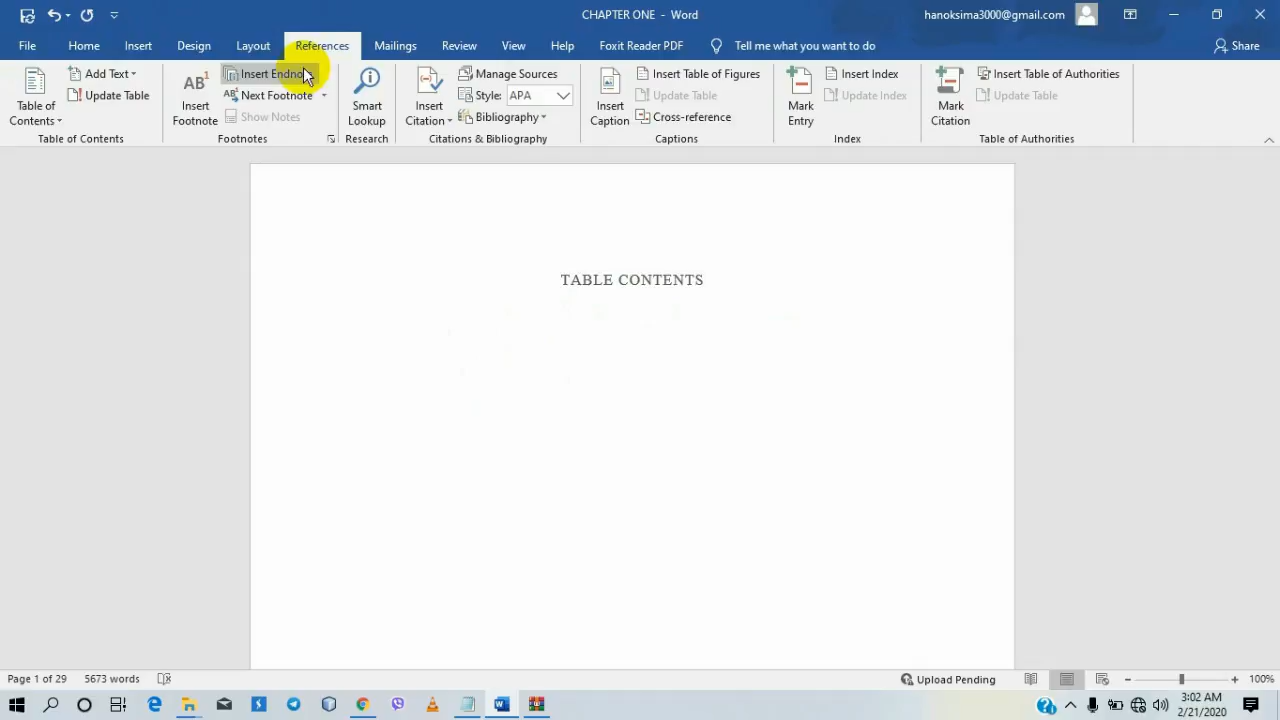 CHAPTER ONE - Word
hanoksima3000@gmail.com
File Home Insert Design Layout References Mailings Review View Help Foxit Reader PDF Tell me what you want to do Share
Table of Contents
Add Text
Update Table
Table of Contents
AB1
Insert Footnote
Insert
Next Footnote
Show Notes
Footnotes
Smart Lookup
Research
Insert Citation
Manage Sources
Style: APA
Bibliography
Citations & Bibliography
Insert Caption
Insert Table of Figures
Update Table
Cross-reference
Captions
Mark Entry
Insert Index
Update Index
Index
Mark Citation
Insert Table of Authorities
Update Table
Table of Authorities
TABLE CONTENTS
Page 1 of 29 5673 words
Upload Pending
100%
3:02 AM
2/21/2020